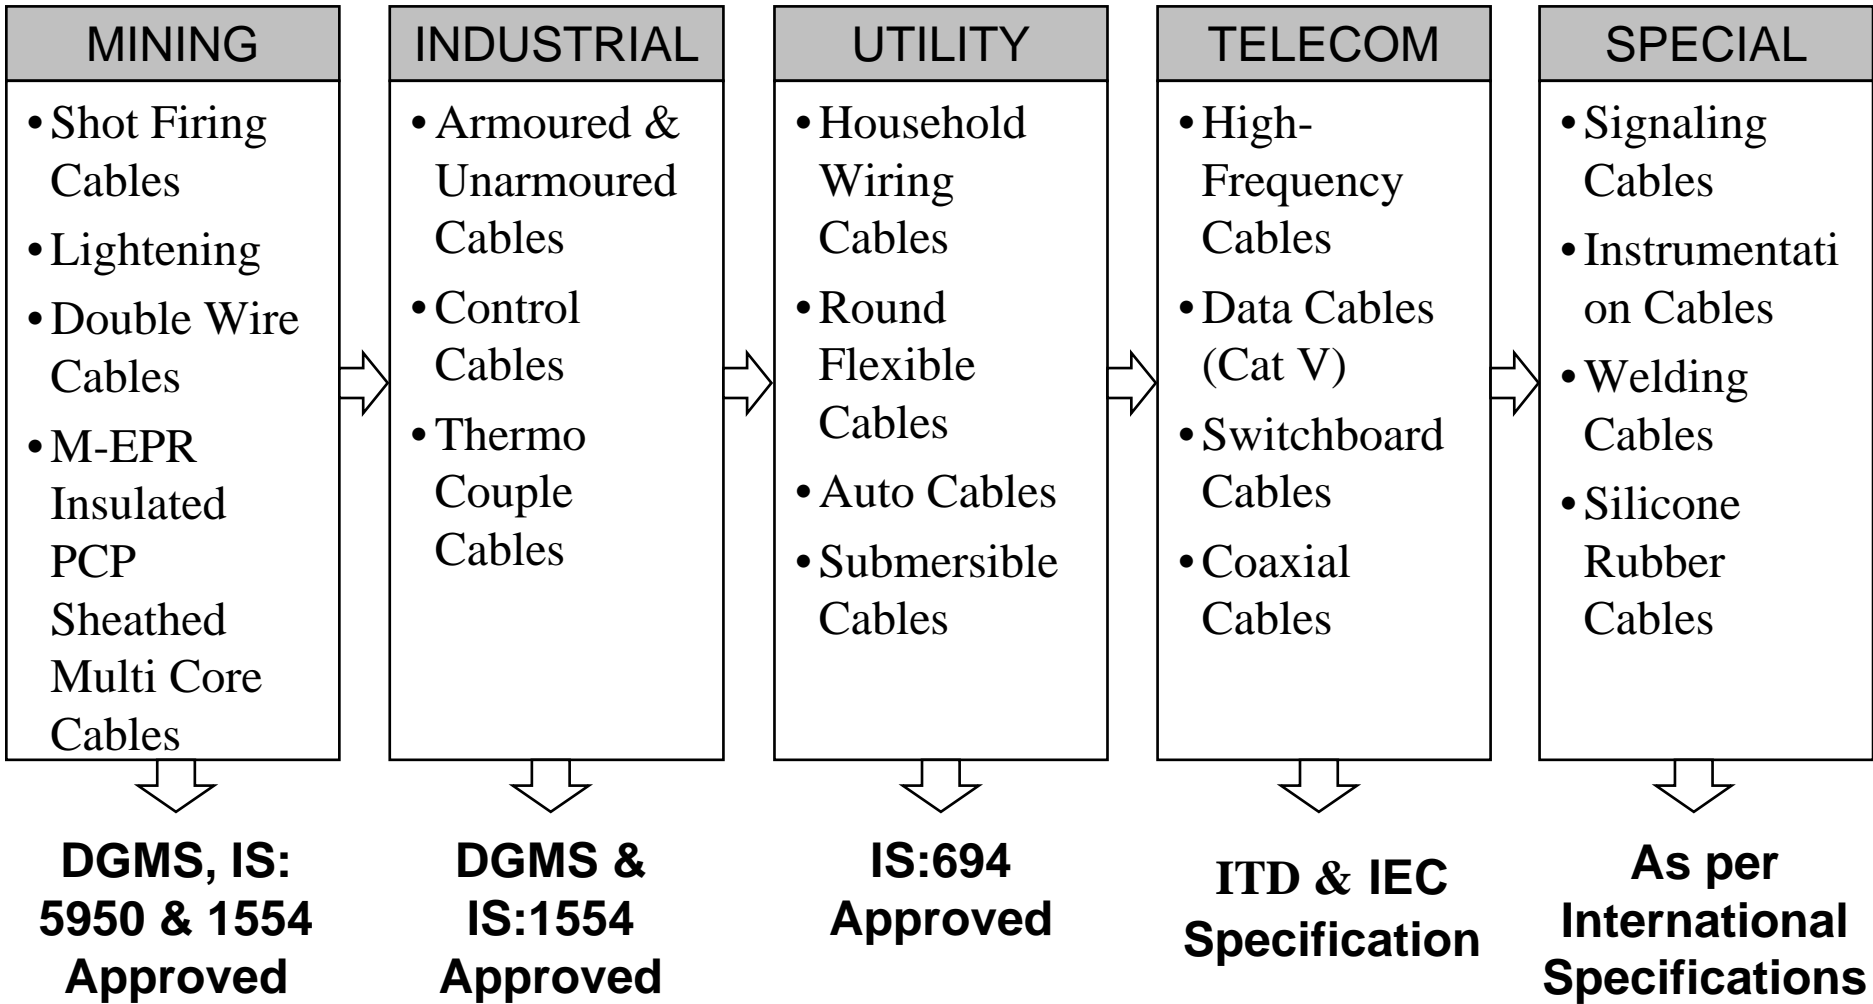 MINING
• Shot Firing
Cables
• Lightening
• Double Wire
Cables
• M-EPR
Insulated
PCP
Sheathed
Multi Core
Cables
DGMS, IS:
5950 & 1554
Approved
INDUSTRIAL
• Armoured &
Unarmoured
Cables
• Control
Cables
• Thermo
Couple
Cables
DGMS &
IS:1554
Approved
UTILITY
• Household
Wiring
Cables
• Round
Flexible
Cables
• Auto Cables
• Submersible
Cables
IS:694
Approved
TELECOM
• High-
Frequency
Cables
• Data Cables
(Cat V)
• Switchboard
Cables
• Coaxial
Cables
ITD & IEC
Specification
SPECIAL
• Signaling
Cables
• Instrumentati
on Cables
• Welding
Cables
• Silicone
Rubber
Cables
As per
International
Specifications